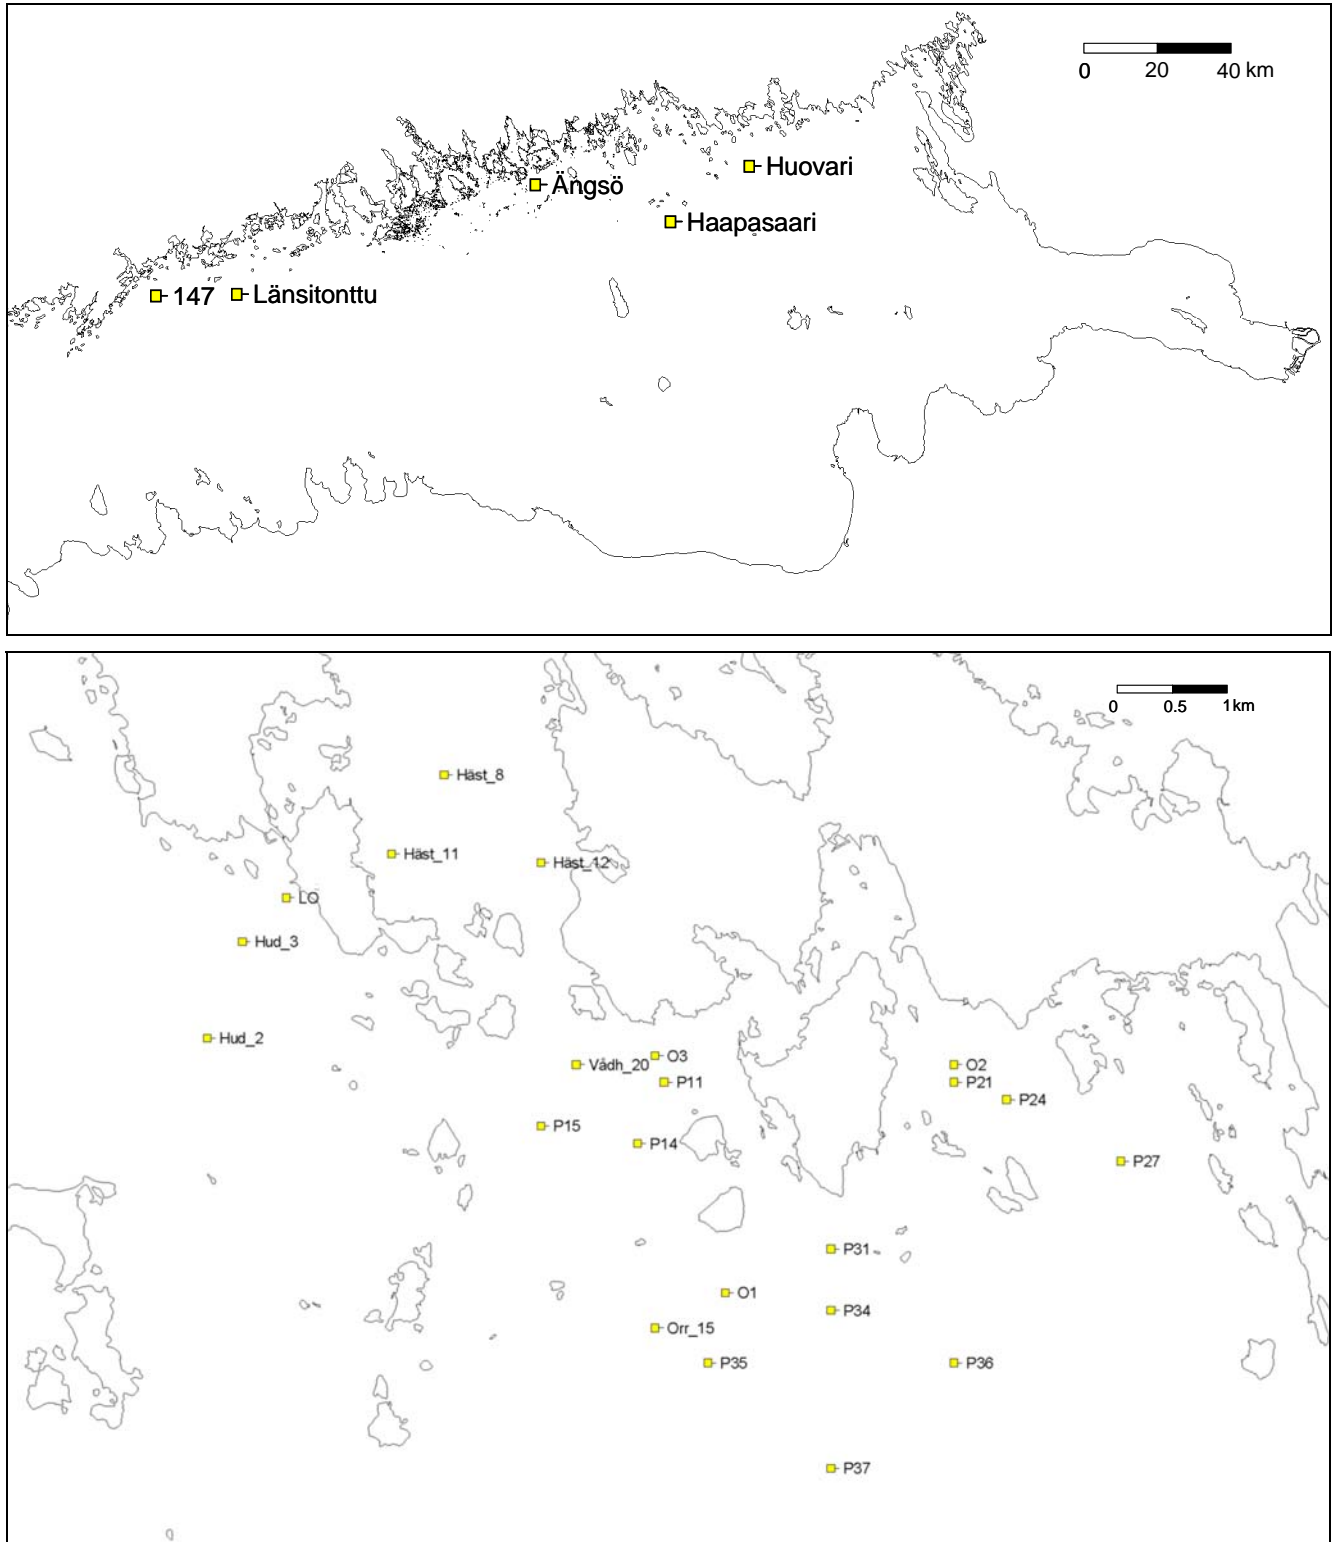 0 20 40 km
Huovari
Ängsö
Haapasaari
147
Länsitonttu
0 0.5 1km
Häst_8
Häst_11
Häst_12
LO
Hud_3
Hud_2
O3
Vådh_20
O2
P11
P21
P24
P15
P14
P27
P31
O1
P34
Orr_15
P35
P36
P37